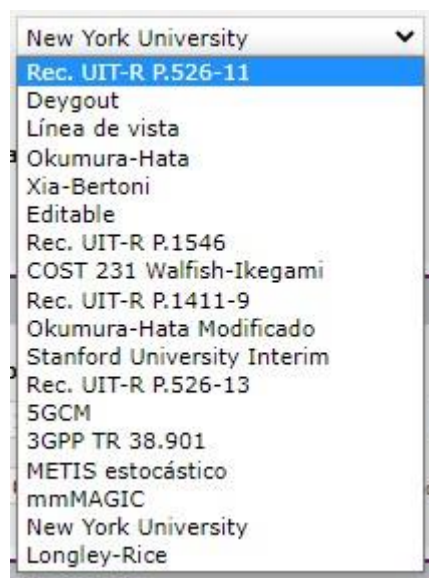 New York University
Rec. UIT-R P.526-11
Deygout
Línea de vista
Okumura-Hata
Xia-Bertoni
Editable
Rec. UIT-R P.1546
COST 231 Walfish-Ikegami
Rec. UIT-R P.1411-9
Okumura-Hata Modificado
Stanford University Interim
Rec. UIT-R P.526-13
5GCM
3GPP TR 38.901
METIS estocástico
mmMAGIC
New York University
Longley-Rice